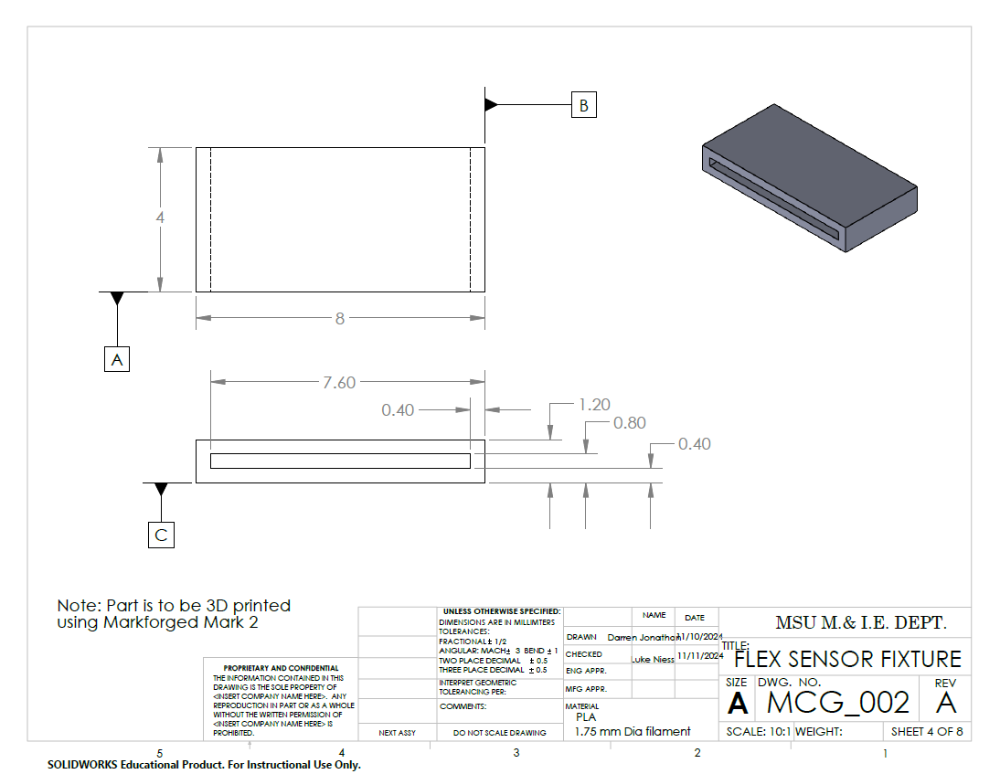 B
4
8
A
7.60
0.40
1.20
0.80
0.40
C
Note: Part is to be 3D printed
using Markforged Mark 2
PROPRIETARY AND CONFIDENTIAL
THE INFORMATION CONTAINED IN THIS
DRAWING IS THE SOLE PROPERTY OF
<INSERT COMPANY NAME HERE>. ANY
REPRODUCTION IN PART OR AS A WHOLE
WITHOUT THE WRITTEN PERMISSION OF
<INSERT COMPANY NAME HERE> IS
PROHIBITED.
NEXT ASSY
UNLESS OTHERWISE SPECIFIED:
DIMENSIONS ARE IN MILLIMTERS
TOLERANCES:
FRACTIONAL ± 1/2
ANGULAR: MACH± 3 BEND ± 1
TWO PLACE DECIMAL ± 0.5
THREE PLACE DECIMAL ± 0.5
INTERPRET GEOMETRIC
TOLERANCING PER:
COMMENTS:
DO NOT SCALE DRAWING
NAME DATE
DRAWN Darren Jonathan 11/10/2024
CHECKED Luke Niess 11/11/2024
ENG APPR.
MFG APPR.
MATERIAL
PLA
1.75 mm Dia filament
MSU M.& I.E. DEPT.
TITLE:
FLEX SENSOR FIXTURE
SIZE DWG. NO. REV
A MCG_002 A
SCALE: 10:1 WEIGHT: SHEET 4 OF 8
5 4 3 2 1
SOLIDWORKS Educational Product. For Instructional Use Only.